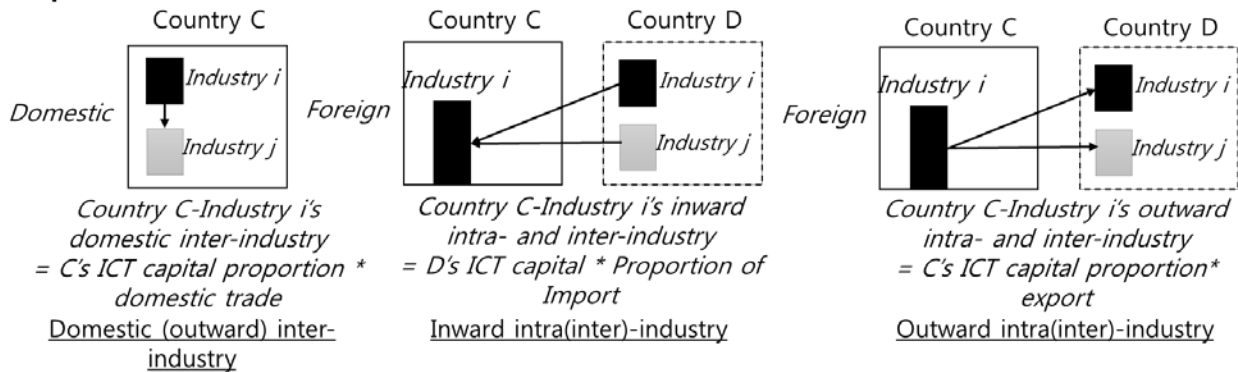 Country C
Industry i
Domestic
Industry j
Country C-Industry i's
domestic inter-industry
= C's ICT capital proportion *
domestic trade
Domestic (outward) inter-
industry
Country C Country D
Industry i Industry i
Foreign
Industry j
Country C-Industry i's inward
intra- and inter-industry
= D's ICT capital * Proportion of
Import
Inward intra(inter)-industry
Country C Country D
Industry i Industry i
Foreign
Industry j
Country C-Industry i's outward
intra- and inter-industry
= C's ICT capital proportion*
export
Outward intra(inter)-industry